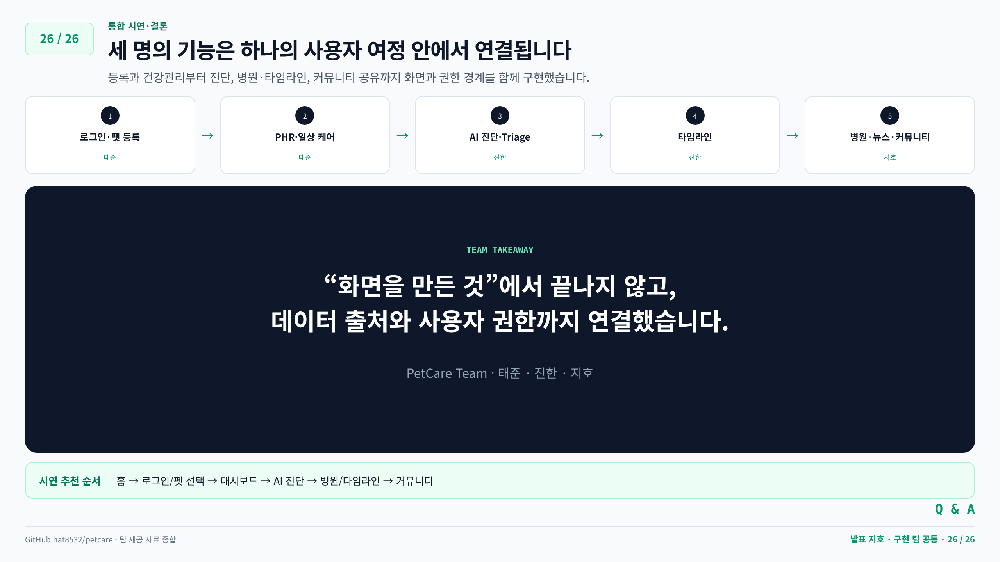 26 / 26
통합 시연·결론
세 명의 기능은 하나의 사용자 여정 안에서 연결됩니다
등록과 건강관리부터 진단, 병원·타임라인, 커뮤니티 공유까지 화면과 권한 경계를 함께 구현했습니다.
1
로그인·펫 등록
태준
→
2
PHR·일상 케어
태준
→
3
AI 진단·Triage
진한
→
4
타임라인
진한
→
5
병원·뉴스·커뮤니티
지호
TEAM TAKEAWAY
“화면을 만든 것”에서 끝나지 않고,
데이터 출처와 사용자 권한까지 연결했습니다.
PetCare Team · 태준 · 진한 · 지호
시연 추천 순서 홈 → 로그인/펫 선택 → 대시보드 → AI 진단 → 병원/타임라인 → 커뮤니티
Q & A
GitHub hat8532/petcare · 팀 제공 자료 종합
발표 지호 · 구현 팀 공통 · 26 / 26